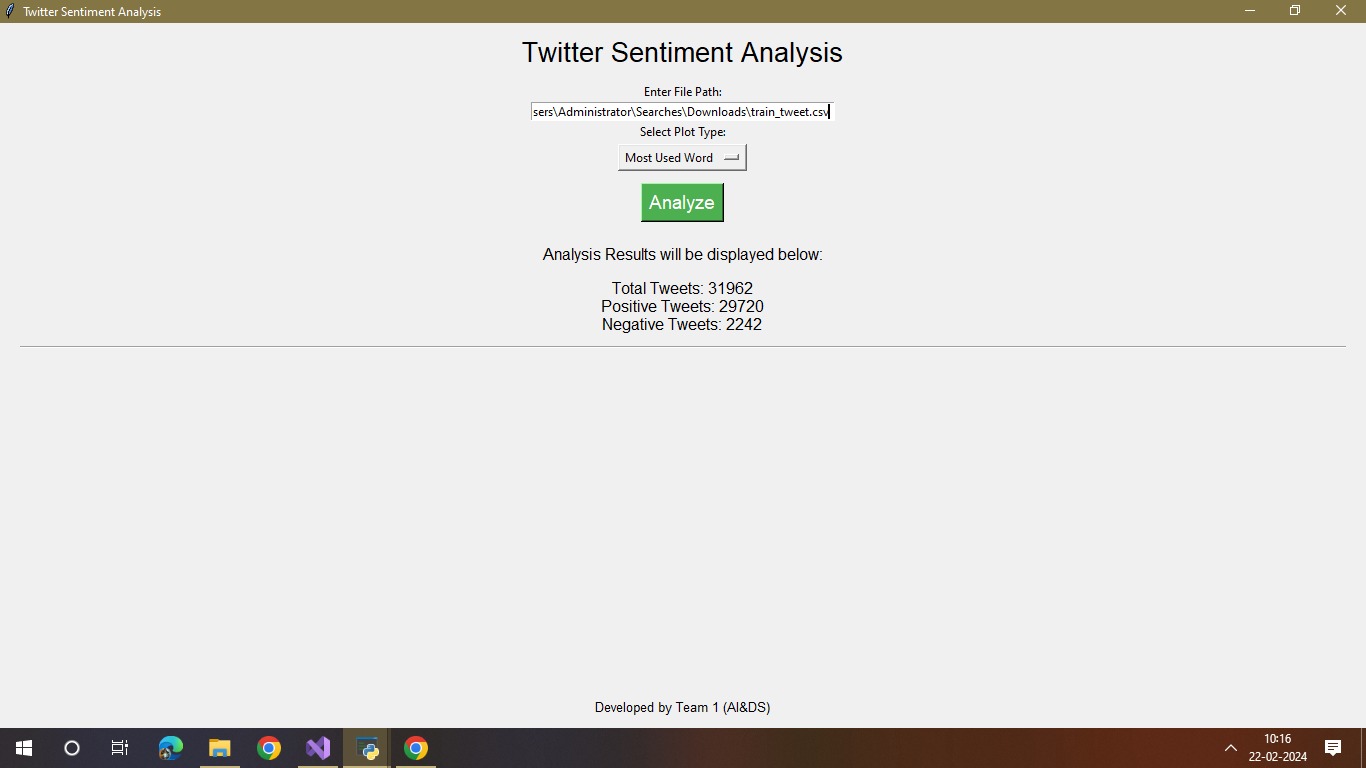 Twitter Sentiment Analysis
Twitter Sentiment Analysis
Enter File Path:
sers\Administrator\Searches\Downloads\train_tweet.csv
Select Plot Type:
Most Used Word
Analyze
Analysis Results will be displayed below:
Total Tweets: 31962
Positive Tweets: 29720
Negative Tweets: 2242
Developed by Team 1 (AI&DS)
10:16
22-02-2024